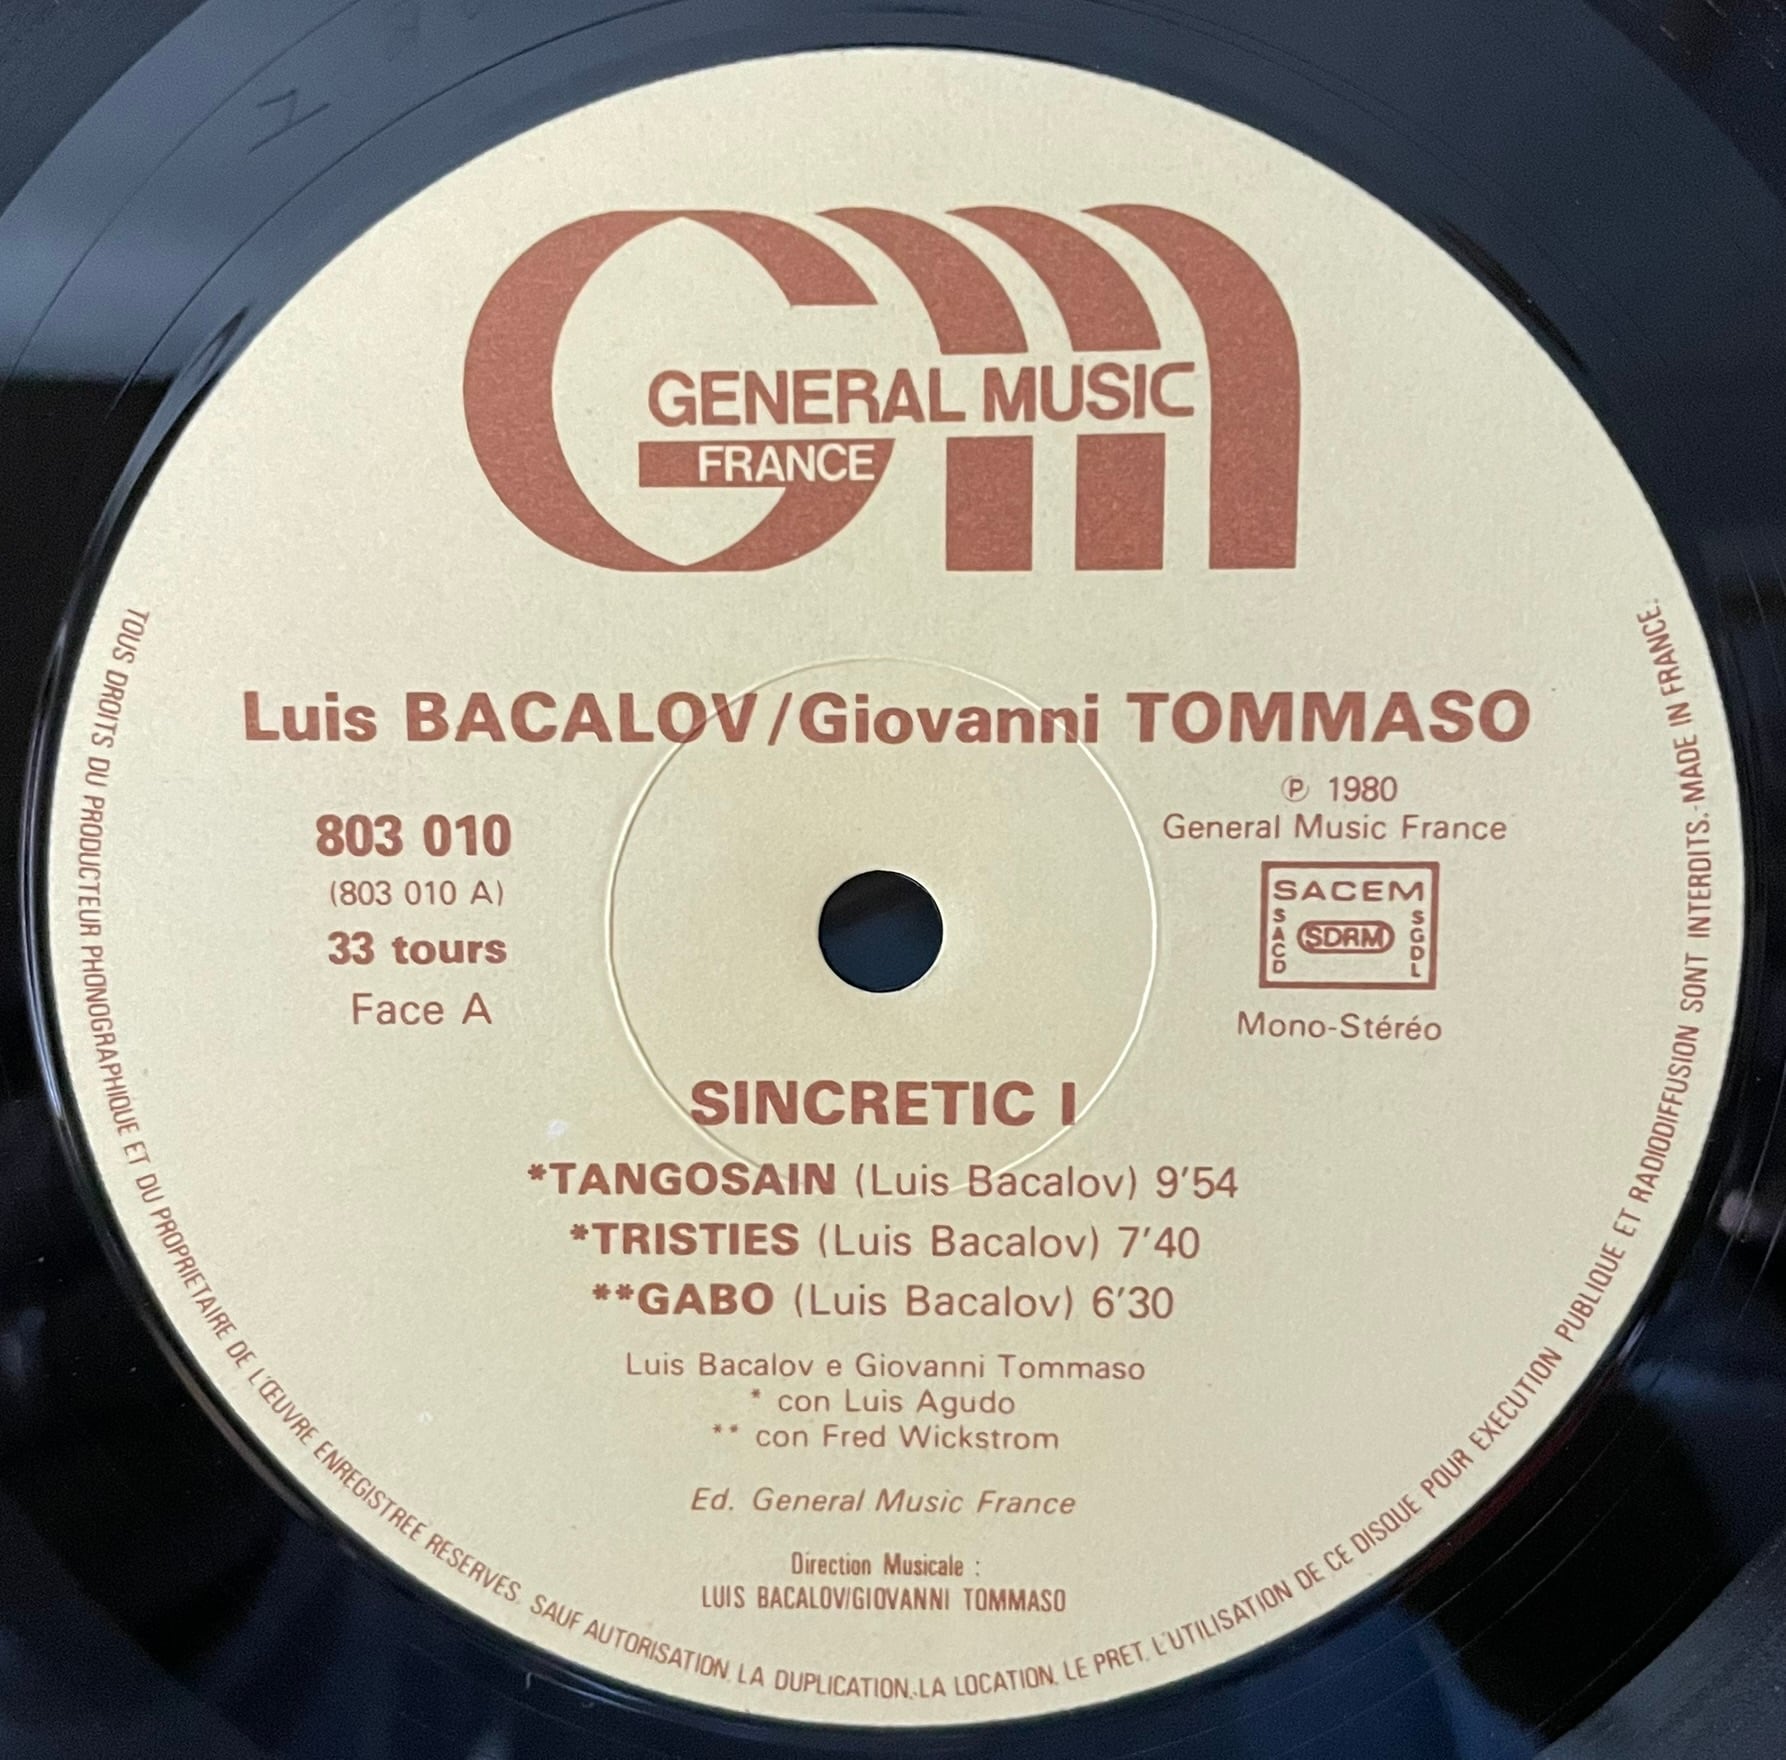 GENERAL MUSIC
FRANCE
Luis BACALOV/Giovanni TOMMASO
803 010
(803 010 A)
33 tours
Face A
℗ 1980
General Music France
SACEM
SACD
SDRM
SGDL
Mono-Stéréo
SINCRETIC I
*TANGOSAIN (Luis Bacalov) 9'54
*TRISTIES (Luis Bacalov) 7'40
**GABO (Luis Bacalov) 6'30
Luis Bacalov e Giovanni Tommaso
* con Luis Agudo
** con Fred Wickstrom
Ed. General Music France
Direction Musicale :
LUIS BACALOV/GIOVANNI TOMMASO
TOUS DROITS DU PRODUCTEUR PHONOGRAPHIQUE ET DU PROPRIETAIRE DE L'ŒUVRE ENREGISTREE RESERVES. SAUF AUTORISATION. LA DUPLICATION. LA LOCATION. LE PRET. L'UTILISATION DE CE DISQUE POUR EXECUTION PUBLIQUE ET RADIODIFFUSION SONT INTERDITS. MADE IN FRANCE.